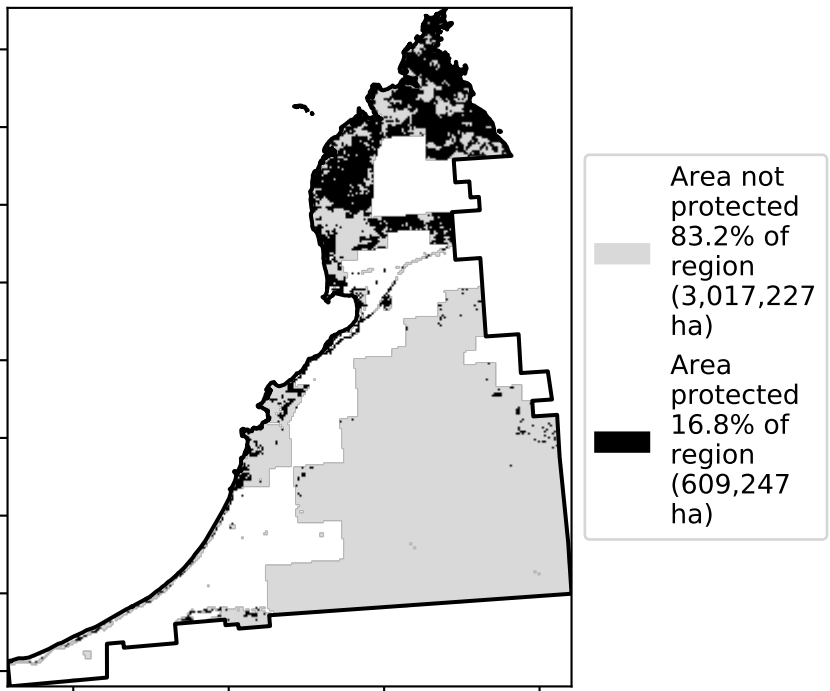 Area not
protected
83.2% of
region
(3,017,227
ha)
Area
protected
16.8% of
region
(609,247
ha)